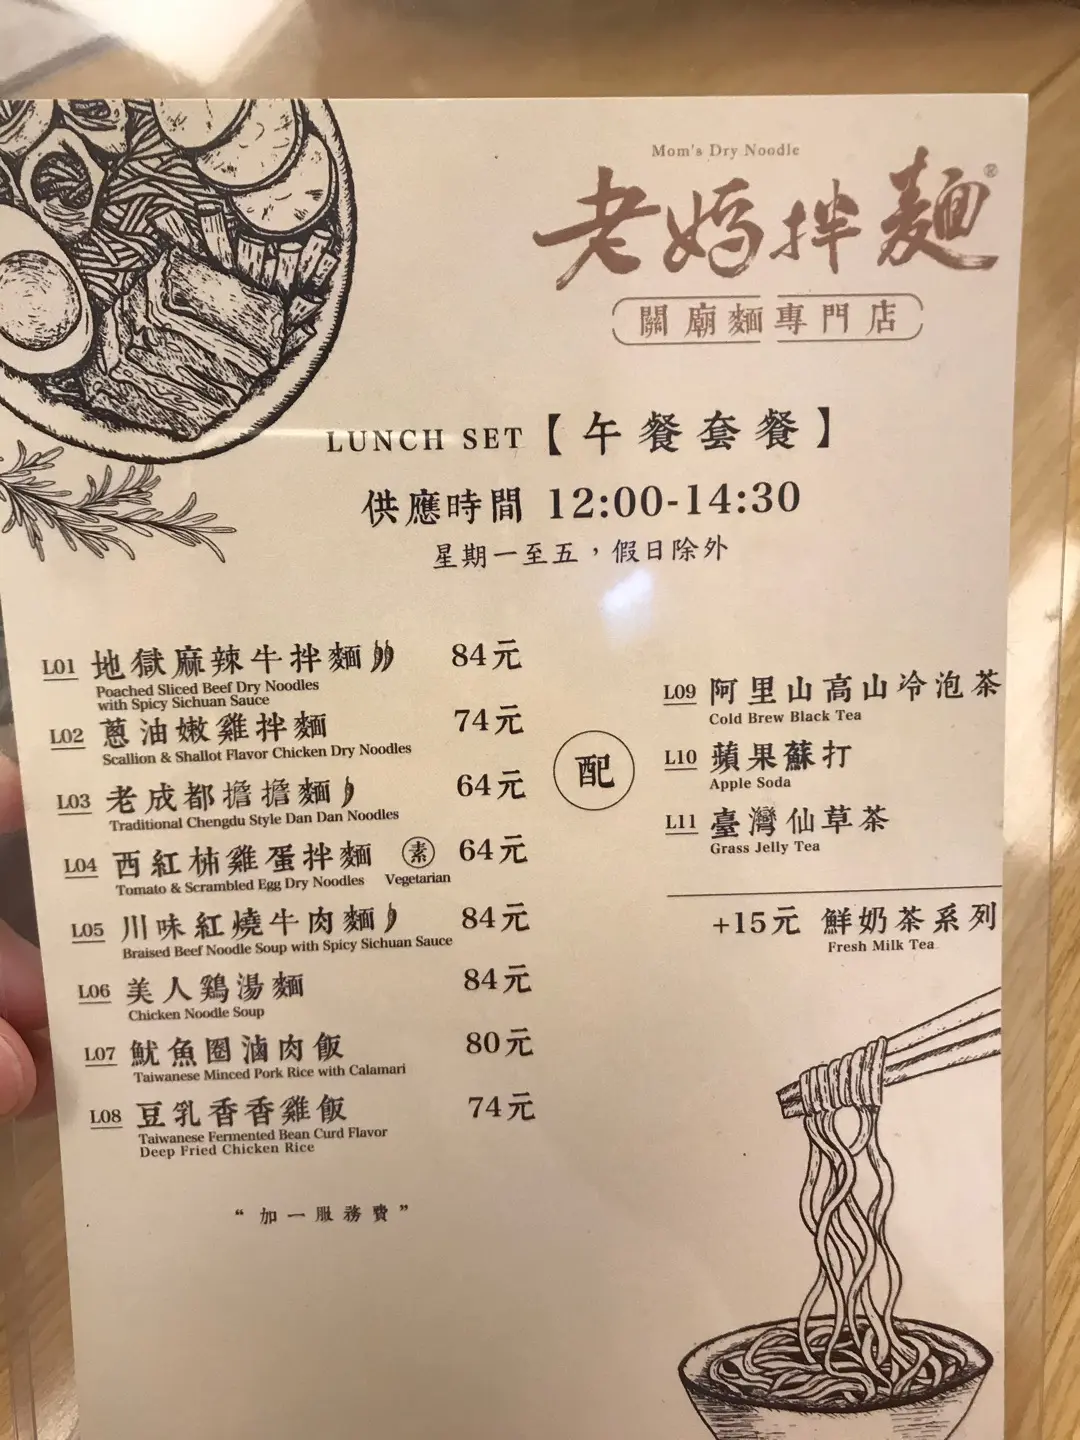 Mom's Dry Noodle
老媽拌麵®
關廟麵專門店
LUNCH SET【午餐套餐】
供應時間 12:00-14:30
星期一至五，假日除外
L01 地獄麻辣牛拌麵 84元
Poached Sliced Beef Dry Noodles
with Spicy Sichuan Sauce
L02 蔥油嫩雞拌麵 74元
Scallion & Shallot Flavor Chicken Dry Noodles
L03 老成都擔擔麵 64元
Traditional Chengdu Style Dan Dan Noodles
L04 西紅柿雞蛋拌麵 素 64元
Tomato & Scrambled Egg Dry Noodles Vegetarian
L05 川味紅燒牛肉麵 84元
Braised Beef Noodle Soup with Spicy Sichuan Sauce
L06 美人鷄湯麵 84元
Chicken Noodle Soup
L07 魷魚圈滷肉飯 80元
Taiwanese Minced Pork Rice with Calamari
L08 豆乳香香雞飯 74元
Taiwanese Fermented Bean Curd Flavor
Deep Fried Chicken Rice
“加一服務費”
配
L09 阿里山高山冷泡茶
Cold Brew Black Tea
L10 蘋果蘇打
Apple Soda
L11 臺灣仙草茶
Grass Jelly Tea
+15元 鮮奶茶系列
Fresh Milk Tea